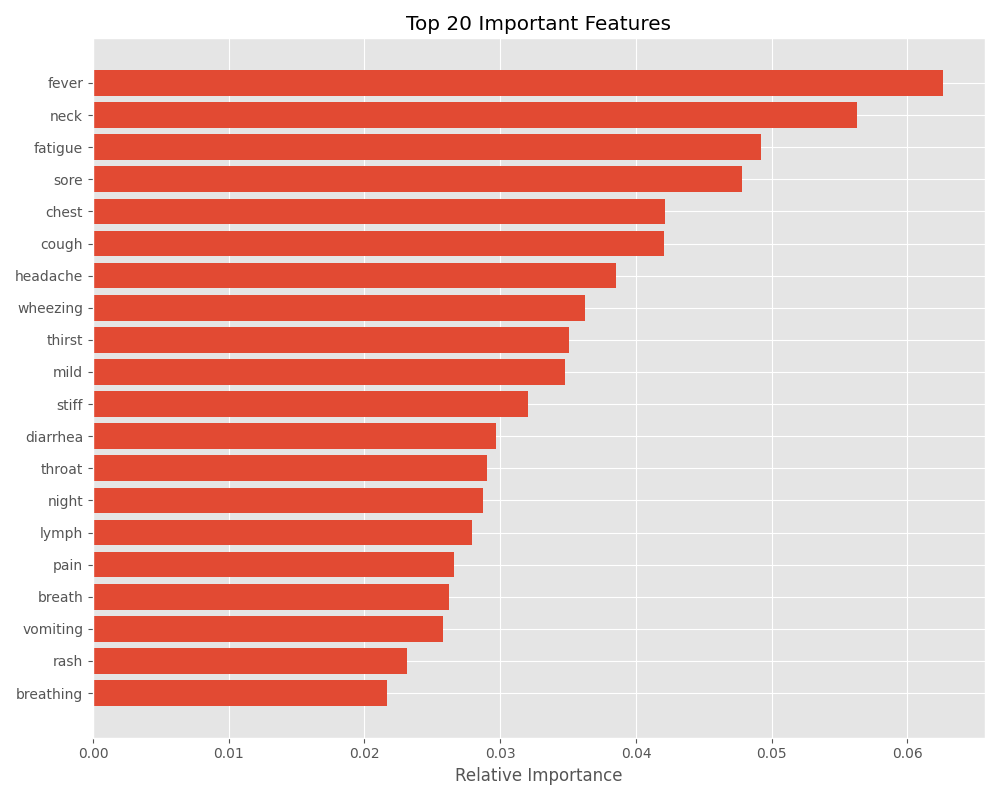 Top 20 Important Features
fever
neck
fatigue
sore
chest
cough
headache
wheezing
thirst
mild
stiff
diarrhea
throat
night
lymph
pain
breath
vomiting
rash
breathing
0.00 0.01 0.02 0.03 0.04 0.05 0.06
Relative Importance